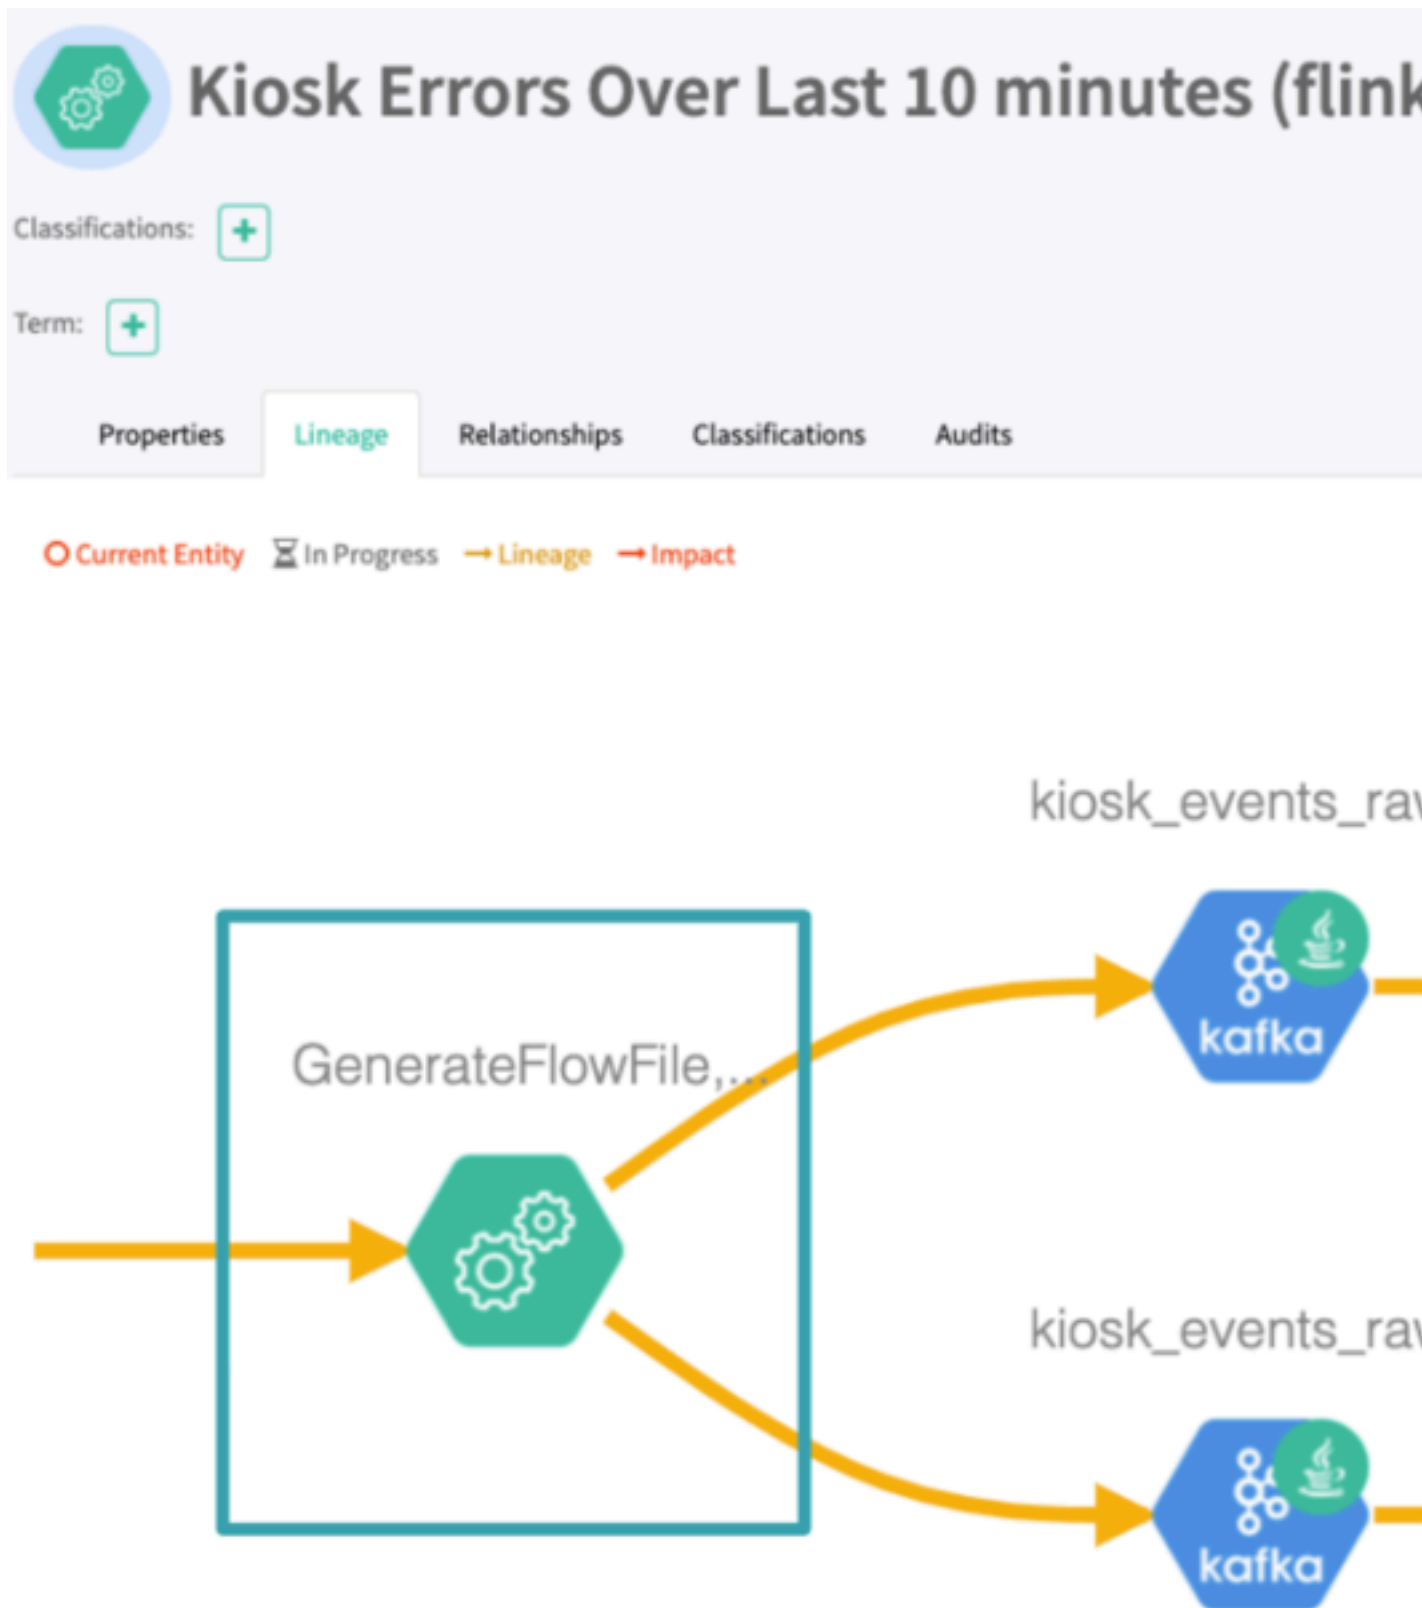 Kiosk Errors Over Last 10 minutes (flink
Classifications:
Term:
Properties Lineage Relationships Classifications Audits
Current Entity In Progress Lineage Impact
kiosk_events_raw
GenerateFlowFile,...
kafka
kiosk_events_raw
kafka